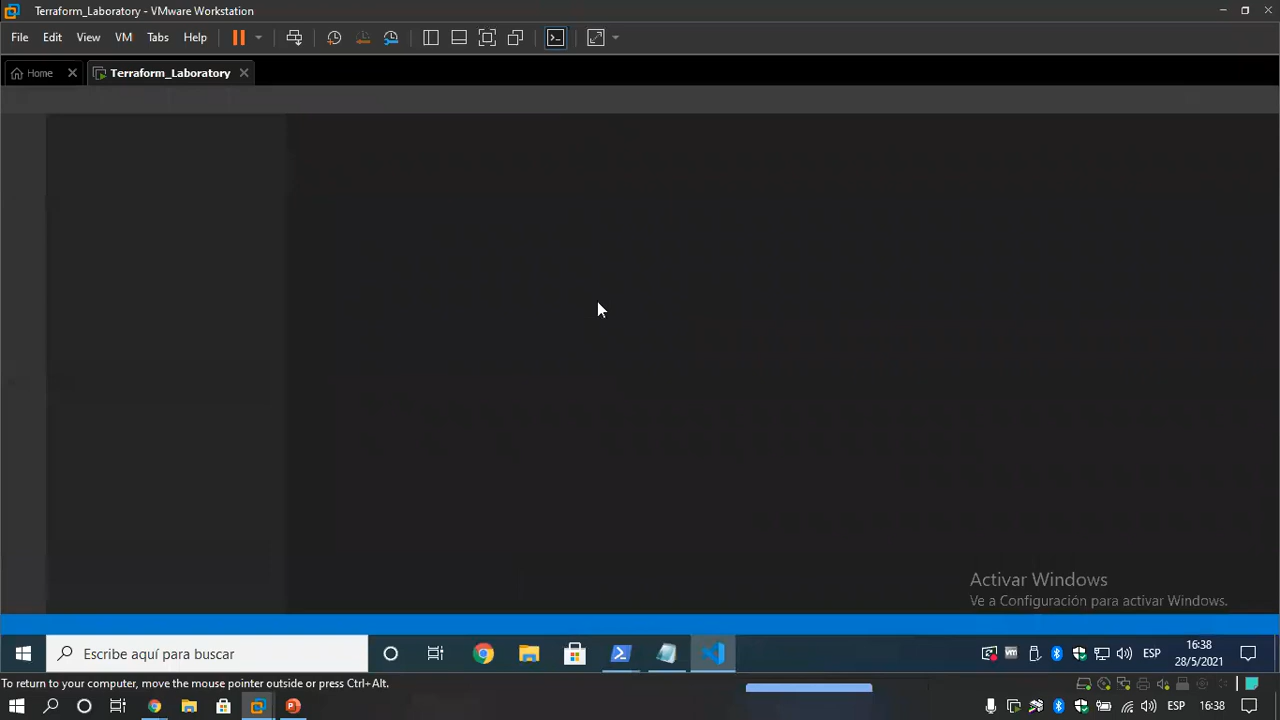 Terraform_Laboratory - VMware Workstation
File Edit View VM Tabs Help
Home Terraform_Laboratory
Activar Windows
Ve a Configuración para activar Windows.
Escribe aquí para buscar
ESP
16:38
28/5/2021
To return to your computer, move the mouse pointer outside or press Ctrl+Alt.
ESP 16:38